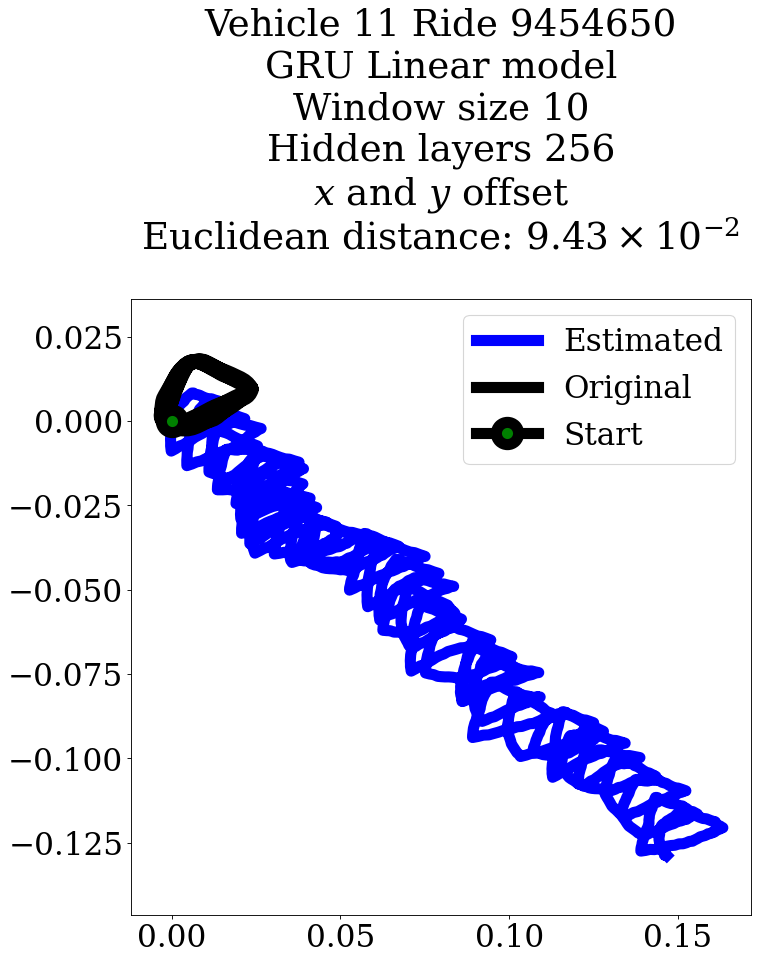 Vehicle 11 Ride 9454650
GRU Linear model
Window size 10
Hidden layers 256
x and y offset
Euclidean distance: 9.43 × 10⁻²
Estimated
Original
Start
0.025
0.000
−0.025
−0.050
−0.075
−0.100
−0.125
0.00 0.05 0.10 0.15